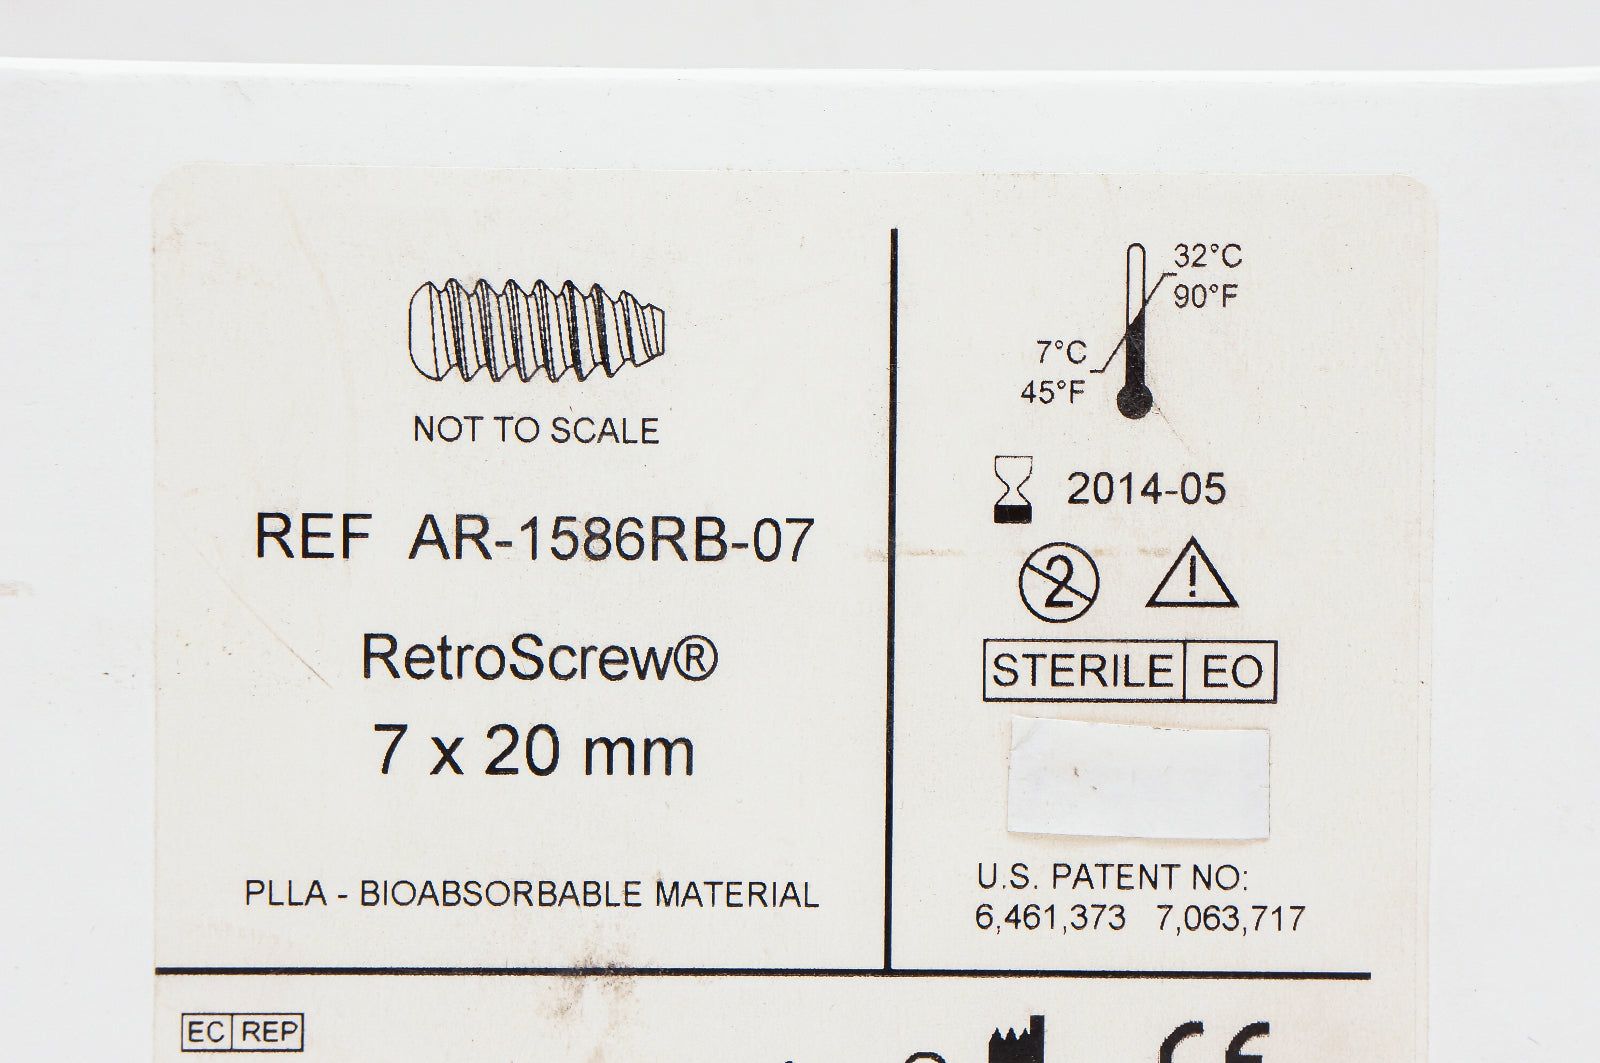 NOT TO SCALE
REF AR-1586RB-07
RetroScrew®
7 x 20 mm
PLLA - BIOABSORBABLE MATERIAL
32°C
90°F
7°C
45°F
2014-05
2
!
STERILE EO
U.S. PATENT NO:
6,461,373 7,063,717
EC REP
CE